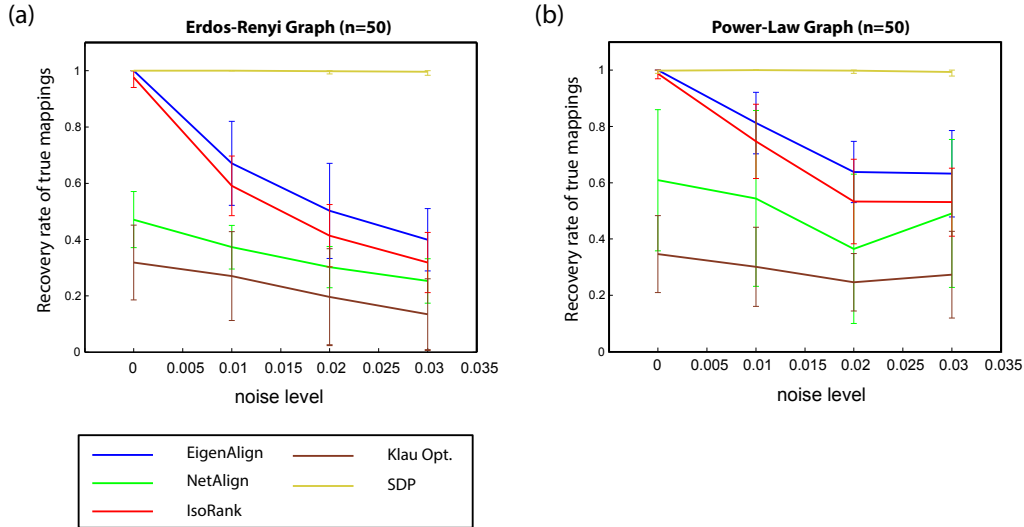 (a)
Erdos-Renyi Graph (n=50)
Recovery rate of true mappings
1
0.8
0.6
0.4
0.2
0
0 0.005 0.01 0.015 0.02 0.025 0.03 0.035
noise level
(b)
Power-Law Graph (n=50)
Recovery rate of true mappings
1
0.8
0.6
0.4
0.2
0
0 0.005 0.01 0.015 0.02 0.025 0.03 0.035
noise level
EigenAlign
NetAlign
IsoRank
Klau Opt.
SDP